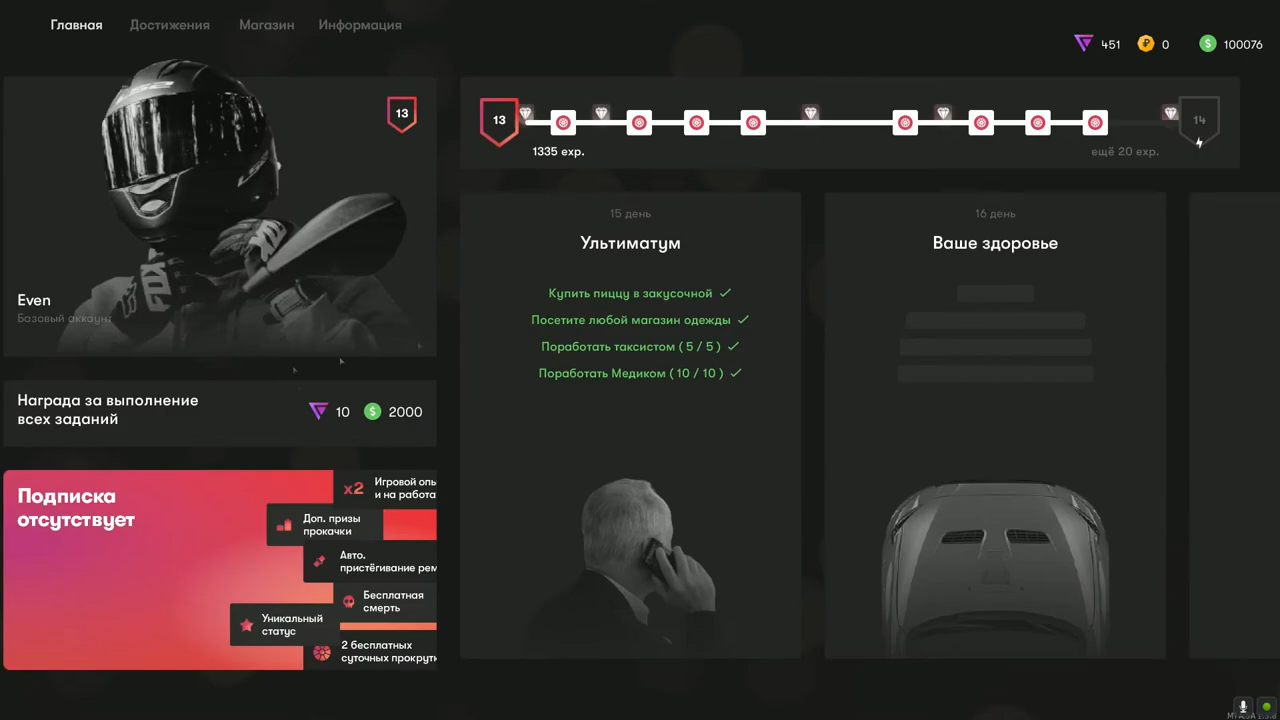 Главная
Достижения
Магазин
Информация
451
0
100076
13
13
14
1335 exp.
ещё 20 exp.
Even
Базовый аккаунт
Награда за выполнение
всех заданий
10
2000
Подписка
отсутствует
x2
Игровой опы
и на работа
Доп. призы
прокачки
Авто.
пристёгивание рем
Бесплатная
смерть
Уникальный
статус
2 бесплатных
суточных прокрутк
15 день
Ультиматум
Купить пиццу в закусочной
Посетите любой магазин одежды
Поработать таксистом ( 5 / 5 )
Поработать Медиком ( 10 / 10 )
16 день
Ваше здоровье